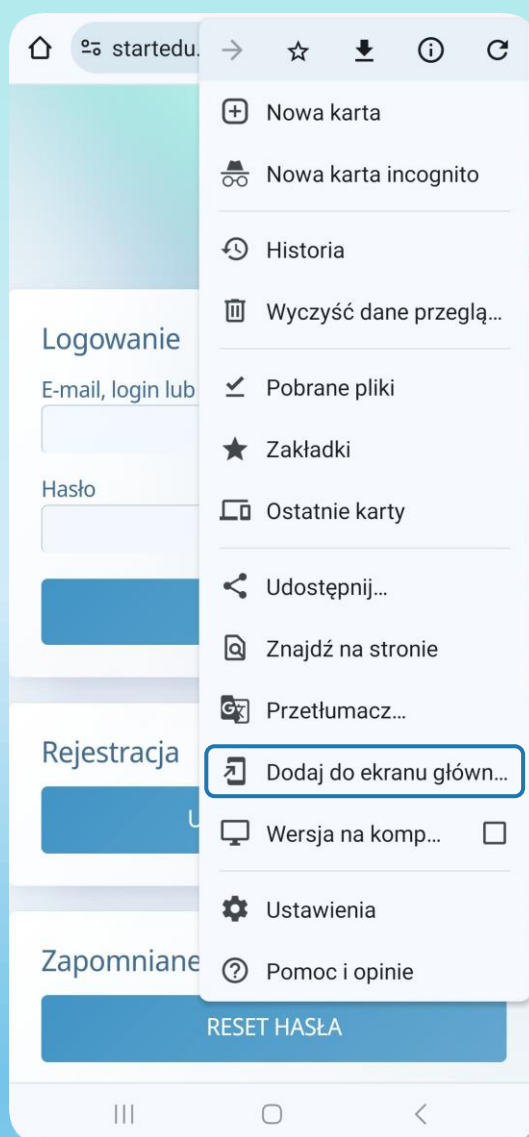 startedu.
Nowa karta
Nowa karta incognito
Historia
Wyczyść dane przeglą...
Logowanie
E-mail, login lub
Pobrane pliki
Zakładki
Hasło
Ostatnie karty
Udostępnij...
Znajdź na stronie
Przetłumacz...
Rejestracja
Dodaj do ekranu główn...
Wersja na komp...
Ustawienia
Zapomniane
Pomoc i opinie
RESET HASŁA